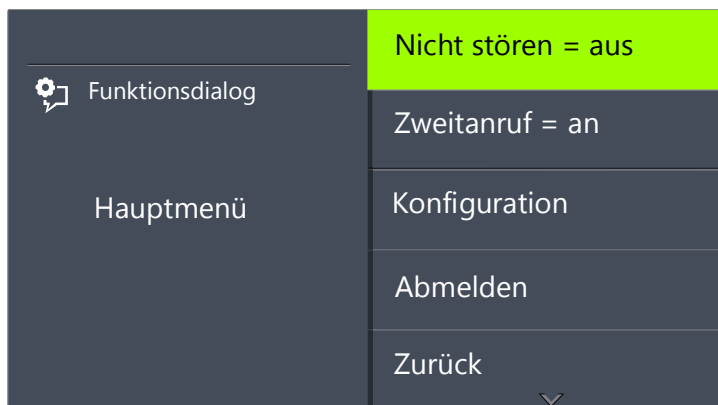 Funktionsdialog
Hauptmenü
Nicht stören = aus
Zweitanruf = an
Konfiguration
Abmelden
Zurück